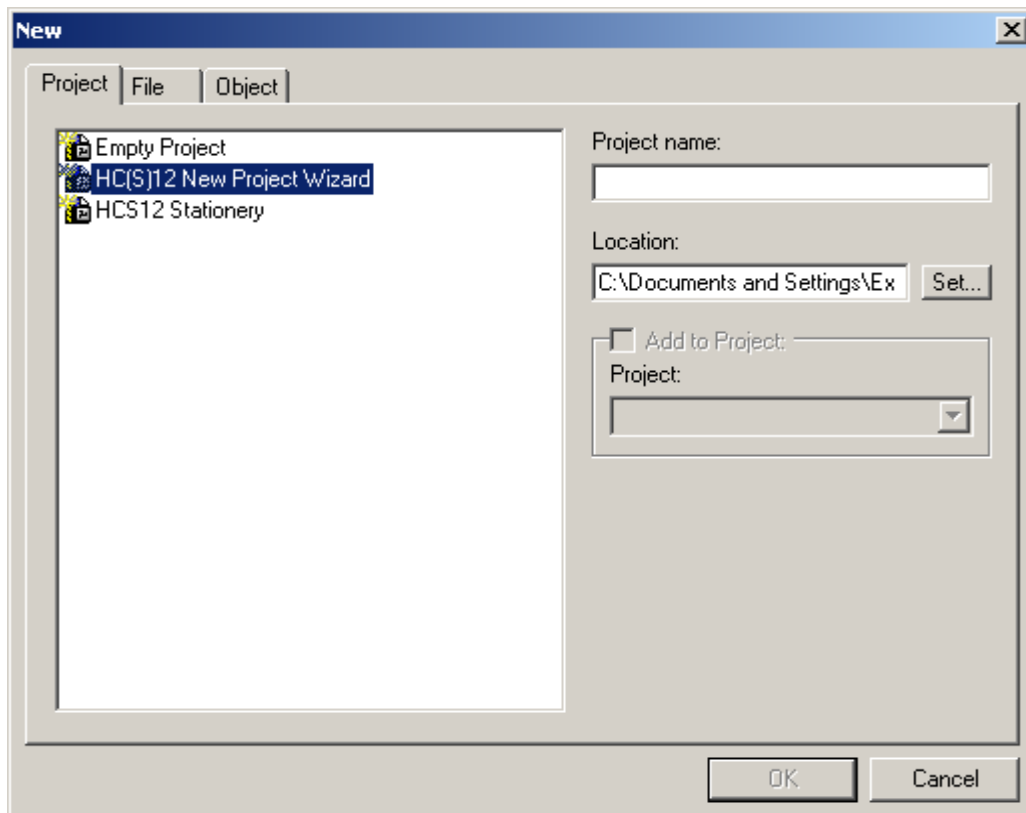 New
Project File Object
Empty Project
HC(S)12 New Project Wizard
HCS12 Stationery
Project name:
Location:
C:\Documents and Settings\Ex Set...
Add to Project:
Project:
OK Cancel